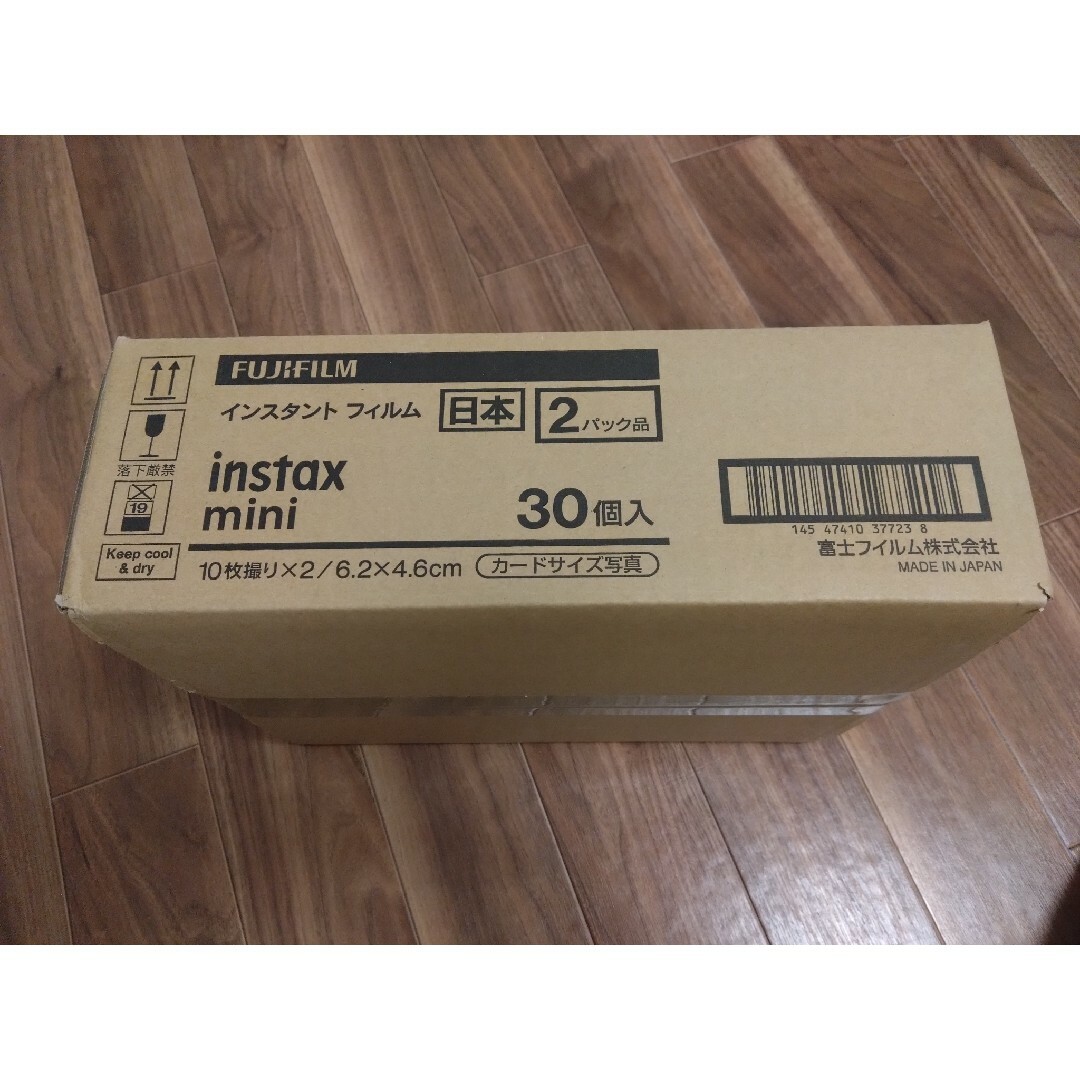 FUJIFILM
インスタント フィルム 日本 2パック品
落下厳禁
instax
mini
30個入
19
Keep cool
& dry
10枚撮り×2/6.2×4.6cm カードサイズ写真
145 47410 37723 8
富士フイルム株式会社
MADE IN JAPAN